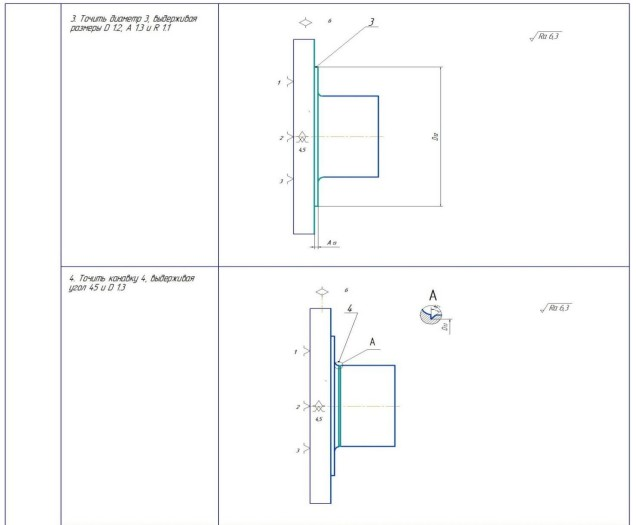 3. Точить диаметр 3, выдерживая
размеры D 1.2, А 1.3 и R 1.1
6
3
Ra 6,3
1
2
4,5
3
А
4. Точить канавку 4, выдерживая
угол 45 и D 1.3
6
А
4
Ra 6,3
А
1
2
4,5
3